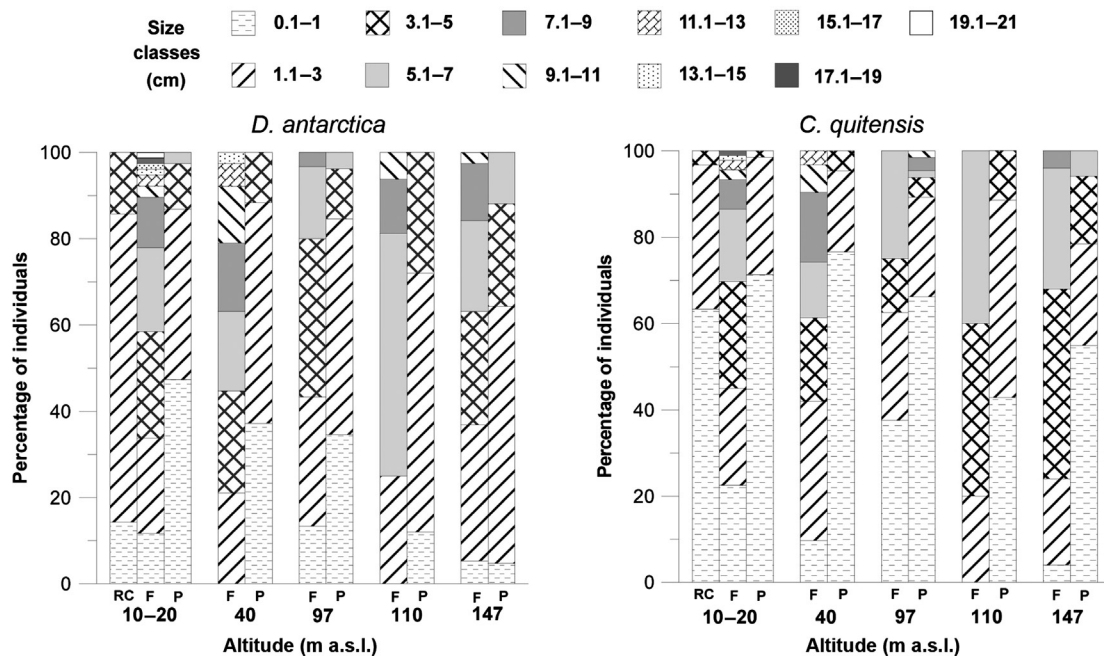 Size classes (cm)
0.1–1 3.1–5 7.1–9 11.1–13 15.1–17 19.1–21
1.1–3 5.1–7 9.1–11 13.1–15 17.1–19
D. antarctica
Percentage of individuals
100
80
60
40
20
0
RC F P F P F P F P F P
10–20 40 97 110 147
Altitude (m a.s.l.)
C. quitensis
Percentage of individuals
100
80
60
40
20
0
RC F P F P F P F P F P
10–20 40 97 110 147
Altitude (m a.s.l.)